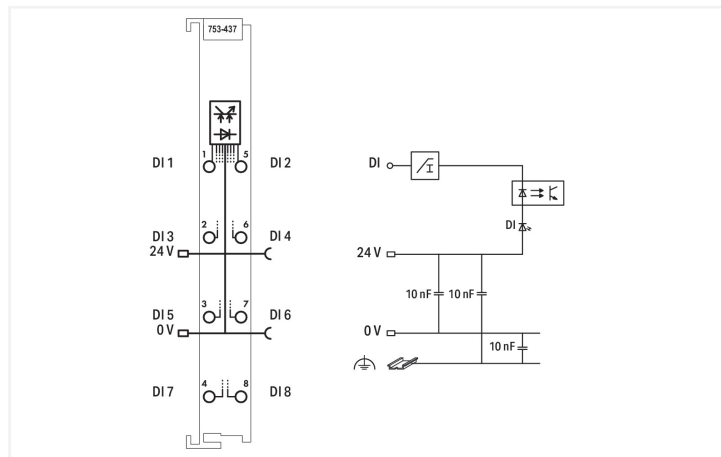 753-437
1 5
DI 1 DI 2
2 6
DI 3 DI 4
24 V
3 7
DI 5 DI 6
0 V
4 8
DI 7 DI 8
DI
I
DI
24 V
10 nF 10 nF
0 V
10 nF